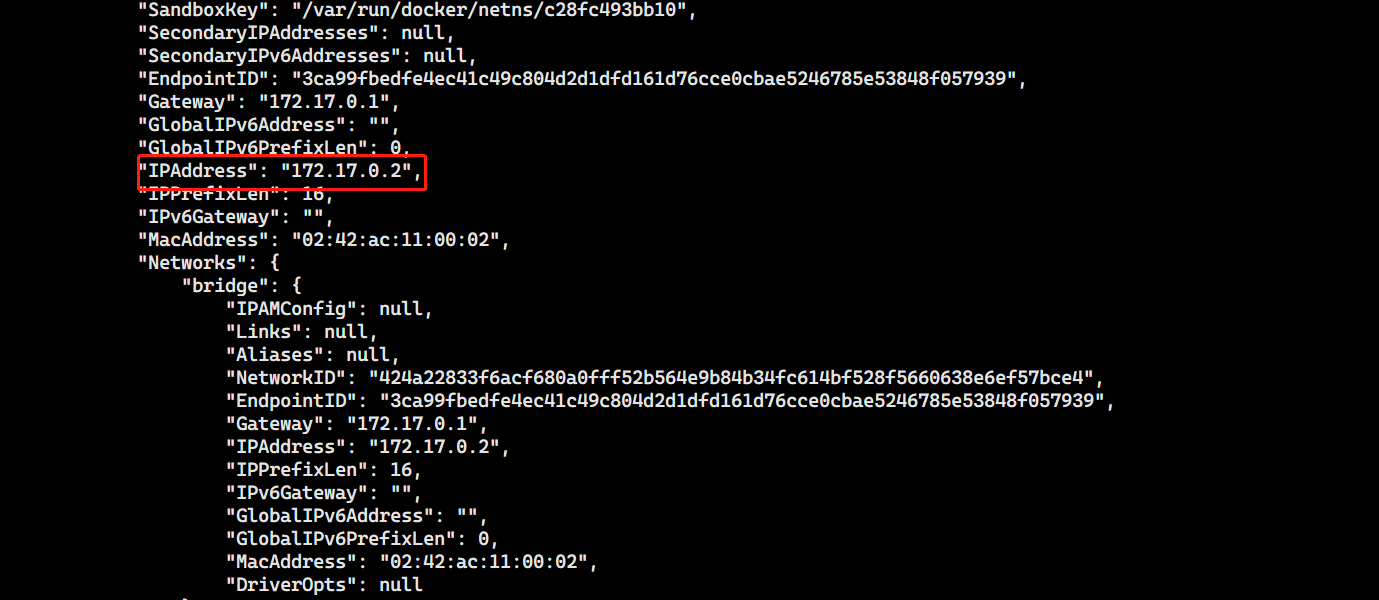 "SandboxKey": "/var/run/docker/netns/c28fc493bb10",
"SecondaryIPAddresses": null,
"SecondaryIPv6Addresses": null,
"EndpointID": "3ca99fbedfe4ec41c49c804d2d1dfd161d76cce0cbae5246785e53848f057939",
"Gateway": "172.17.0.1",
"GlobalIPv6Address": "",
"GlobalIPv6PrefixLen": 0,
"IPAddress": "172.17.0.2",
"IPPrefixLen": 16,
"IPv6Gateway": "",
"MacAddress": "02:42:ac:11:00:02",
"Networks": {
"bridge": {
"IPAMConfig": null,
"Links": null,
"Aliases": null,
"NetworkID": "424a22833f6acf680a0fff52b564e9b84b34fc614bf528f5660638e6ef57bce4",
"EndpointID": "3ca99fbedfe4ec41c49c804d2d1dfd161d76cce0cbae5246785e53848f057939",
"Gateway": "172.17.0.1",
"IPAddress": "172.17.0.2",
"IPPrefixLen": 16,
"IPv6Gateway": "",
"GlobalIPv6Address": "",
"GlobalIPv6PrefixLen": 0,
"MacAddress": "02:42:ac:11:00:02",
"DriverOpts": null